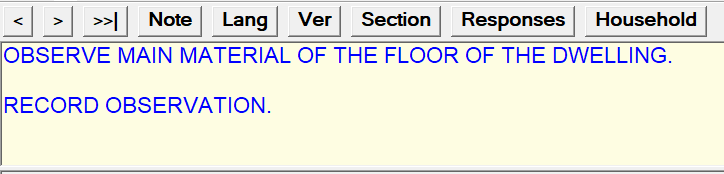 < > >>| Note Lang Ver Section Responses Household
OBSERVE MAIN MATERIAL OF THE FLOOR OF THE DWELLING.
RECORD OBSERVATION.